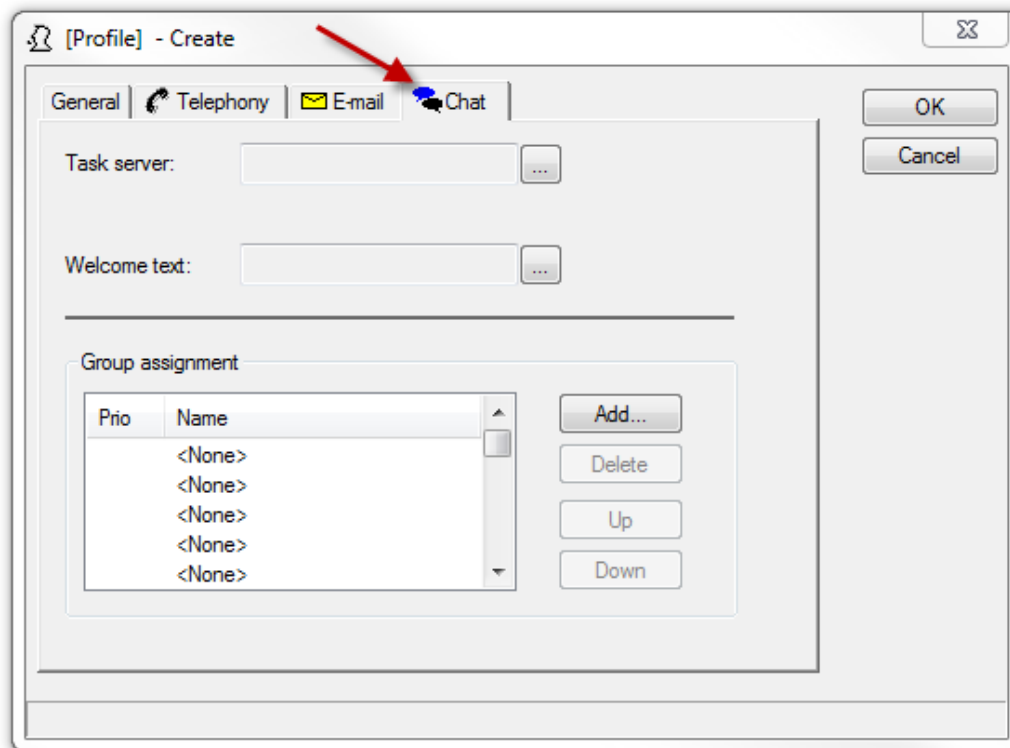 [Profile] - Create
General Telephony E-mail Chat
OK
Cancel
Task server:
...
Welcome text:
...
Group assignment
Prio Name
<None>
<None>
<None>
<None>
<None>
Add...
Delete
Up
Down